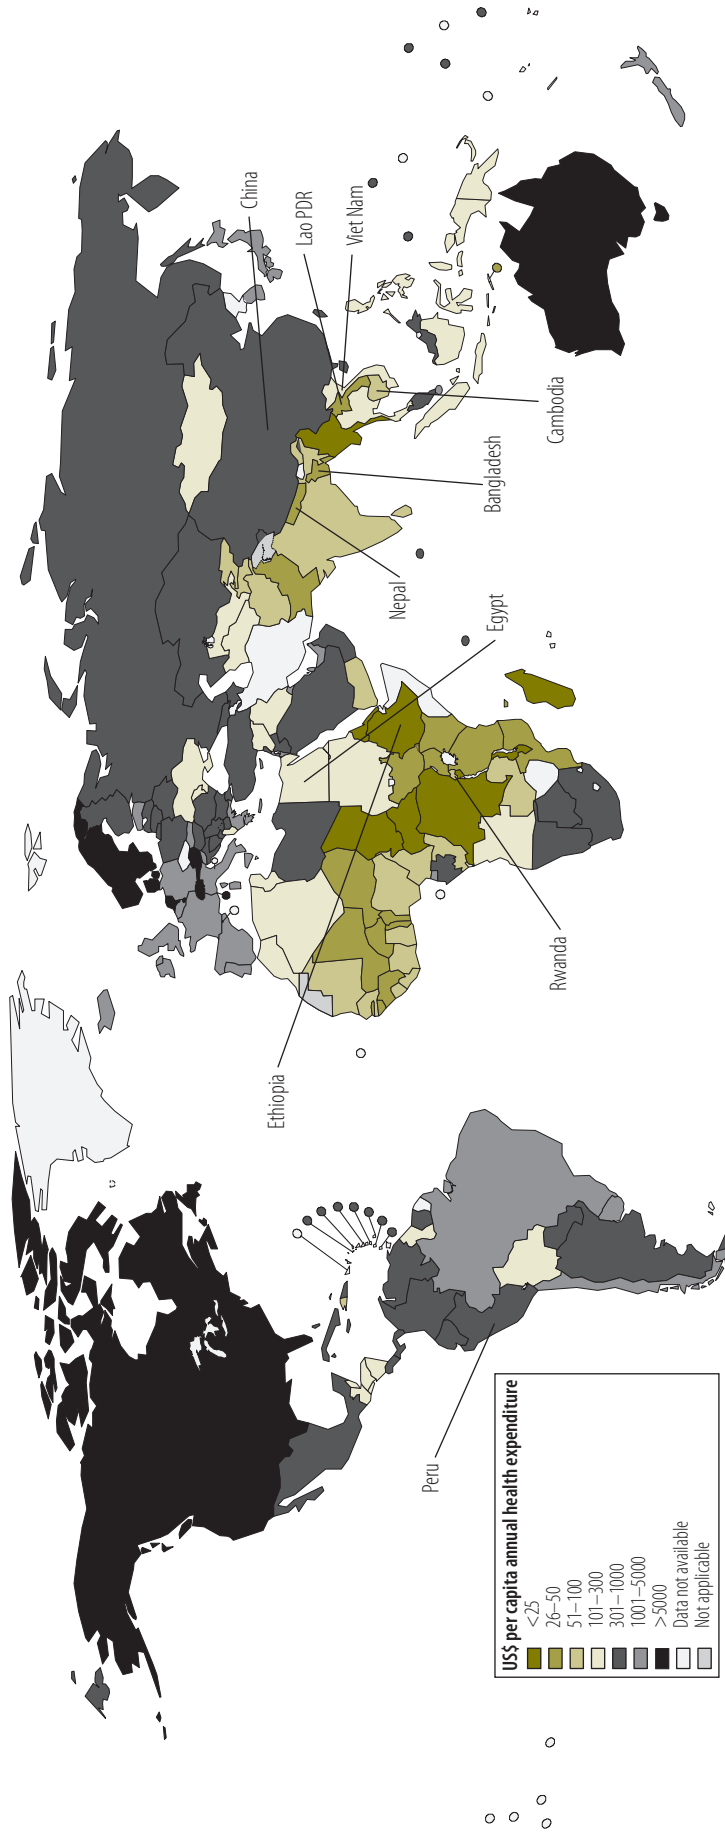 China
Lao PDR
Viet Nam
Cambodia
Bangladesh
Nepal
Egypt
Rwanda
Ethiopia
Peru
US$ per capita annual health expenditure
<25
26–50
51–100
101–300
301–1000
1001–5000
>5000
Data not available
Not applicable